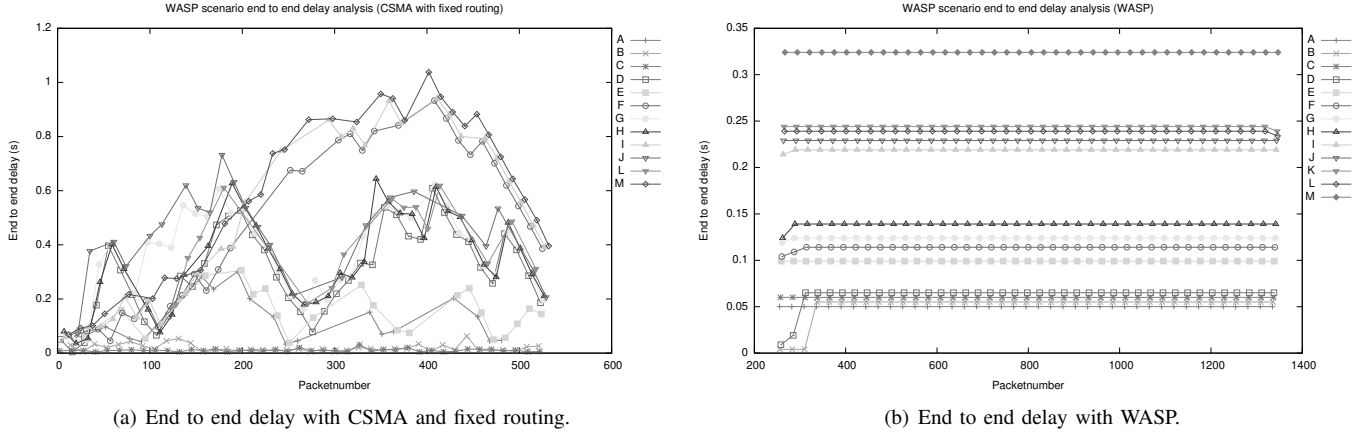 WASP scenario end to end delay analysis (CSMA with fixed routing)
1.2
1
0.8
0.6
0.4
0.2
0
End to end delay (s)
0
100
200
300
400
500
600
Packetnumber
A
B
C
D
E
F
G
H
I
J
L
M
(a) End to end delay with CSMA and fixed routing.
WASP scenario end to end delay analysis (WASP)
0.35
0.3
0.25
0.2
0.15
0.1
0.05
0
End to end delay (s)
200
400
600
800
1000
1200
1400
Packetnumber
A
B
C
D
E
F
G
H
I
J
K
L
M
(b) End to end delay with WASP.